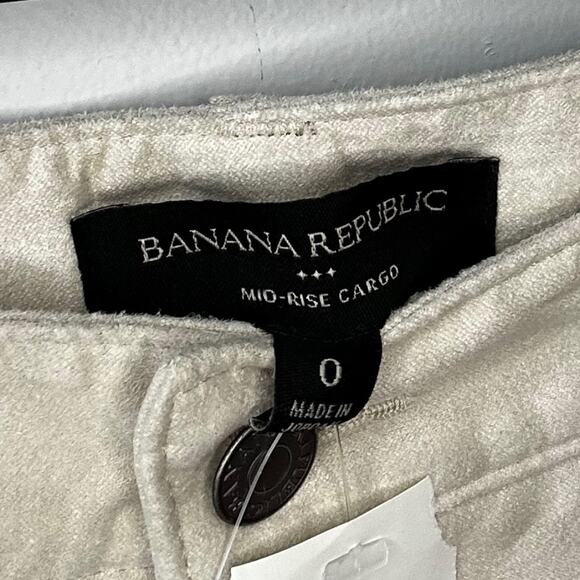 BANANA REPUBLIC
MID-RISE CARGO
0
MADE IN